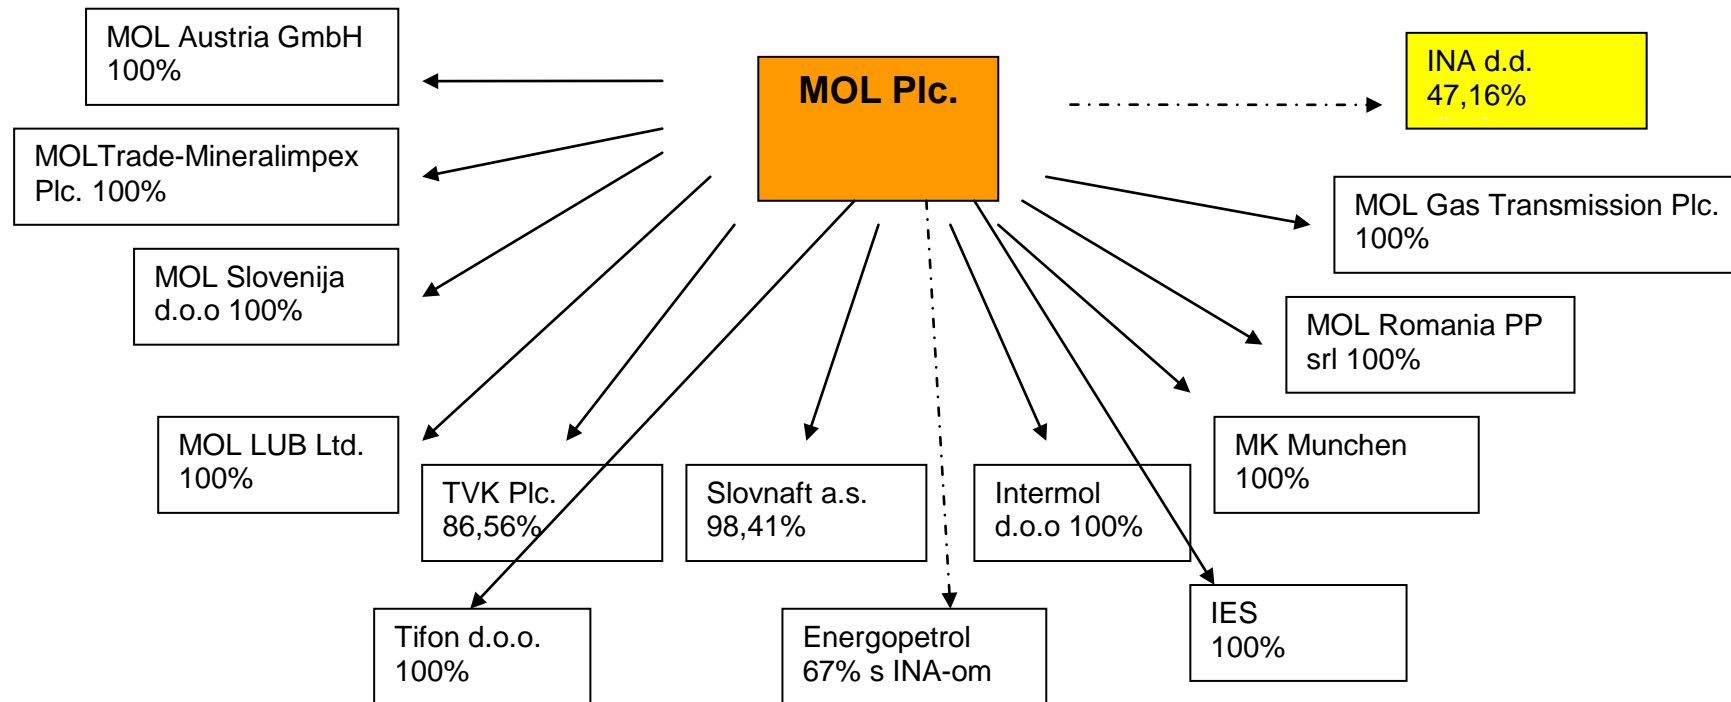 MOL Austria GmbH
100%
MOL Plc.
INA d.d.
47,16%
MOLTrade-Mineralimpex
Plc. 100%
MOL Gas Transmission Plc.
100%
MOL Slovenija
d.o.o 100%
MOL Romania PP
srl 100%
MOL LUB Ltd.
100%
MK Munchen
100%
TVK Plc.
86,56%
Slovnaft a.s.
98,41%
Intermol
d.o.o 100%
Tifon d.o.o.
100%
Energopetrol
67% s INA-om
IES
100%